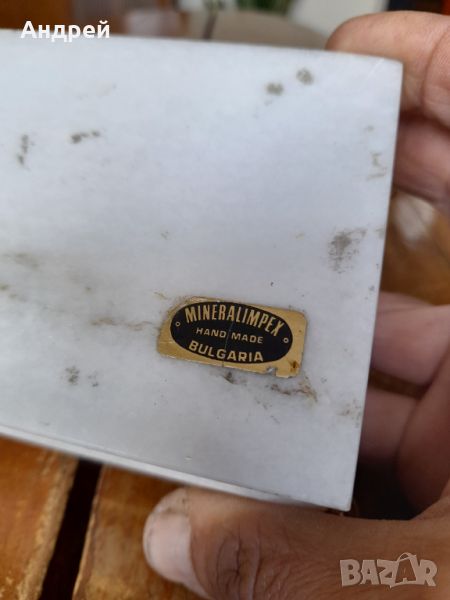 Андрей
MINERALIMPEX
HAND MADE
BULGARIA
BAZAR